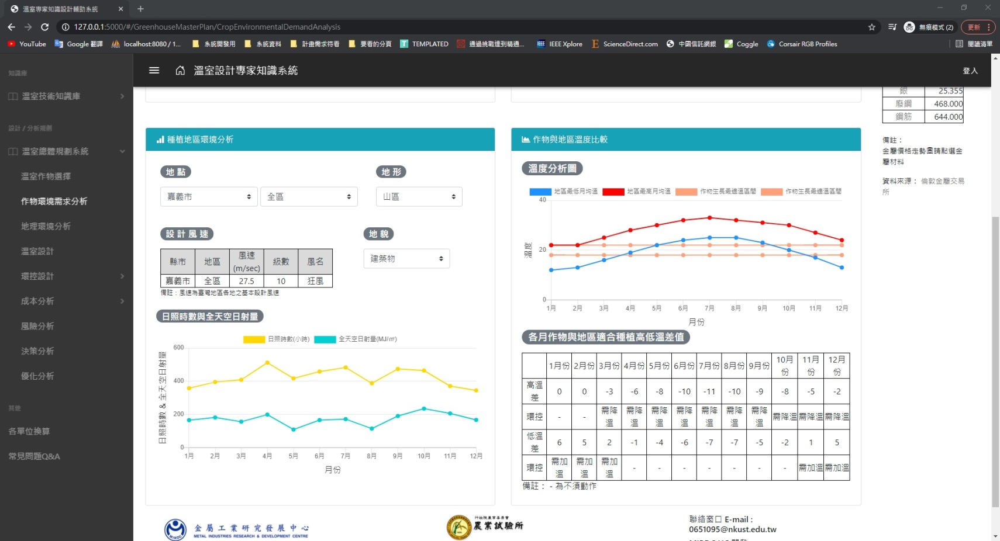 溫室專家知識設計輔助系統
127.0.0.1:5000/#/GreenhouseMasterPlan/CropEnvironmentalDemandAnalysis
無痕模式 (2)
更新
YouTube
Google 翻譯
localhost:8080 / 1...
系統開發用
系統資料
計畫需求待看
要看的分頁
TEMPLATED
通過挑戰達到精通...
IEEE Xplore
ScienceDirect.com
中國信託網銀
Coggle
Corsair RGB Profiles
閱讀清單
溫室設計專家知識系統
登入
知識庫
溫室技術知識庫
設計 / 分析規劃
溫室總體規劃系統
溫室作物選擇
作物環境需求分析
地理環境分析
溫室設計
環控設計
成本分析
風險分析
決策分析
優化分析
其他
各單位換算
常見問題Q&A
種植地區環境分析
地 點
地 形
嘉義市
全區
山區
設 計 風 速
地 貌
縣市 地區 風速 (m/sec) 級數 風名
嘉義市 全區 27.5 10 狂風
備註：風速為臺灣地區各地之基本設計風速
建築物
日照時數與全天空日射量
日照時數(小時) 全天空日射量(MJ/㎡)
日照時數 & 全天空日射量
600
400
200
0
1月 2月 3月 4月 5月 6月 7月 8月 9月 10月 11月 12月
月份
作物與地區溫度比較
溫度分析圖
地區最低月均溫 地區最高月均溫 作物生長最適溫區間 作物生長最適溫區間
溫度
40
20
0
1月 2月 3月 4月 5月 6月 7月 8月 9月 10月 11月 12月
月份
各月作物與地區適合種植高低溫差值
1月份 2月份 3月份 4月份 5月份 6月份 7月份 8月份 9月份 10月份 11月份 12月份
高溫差 0 0 -3 -6 -8 -10 -11 -10 -9 -8 -5 -2
環控 - - 需降溫 需降溫 需降溫 需降溫 需降溫 需降溫 需降溫 需降溫 需降溫 需降溫
低溫差 6 5 2 -1 -4 -6 -7 -7 -5 -2 1 5
環控 需加溫 需加溫 需加溫 - - - - - - - 需加溫 需加溫
備註： - 為不須動作
銀 25.355
廢鋼 468.000
鋼筋 644.000
備註：
金屬價格走勢圖請點選金
屬材料
資料來源： 倫敦金屬交易
所
MIRDC
金屬工業研究發展中心
METAL INDUSTRIES RESEARCH & DEVELOPMENT CENTRE
行政院農業委員會
農業試驗所
聯絡窗口 E-mail :
0651095@nkust.edu.tw